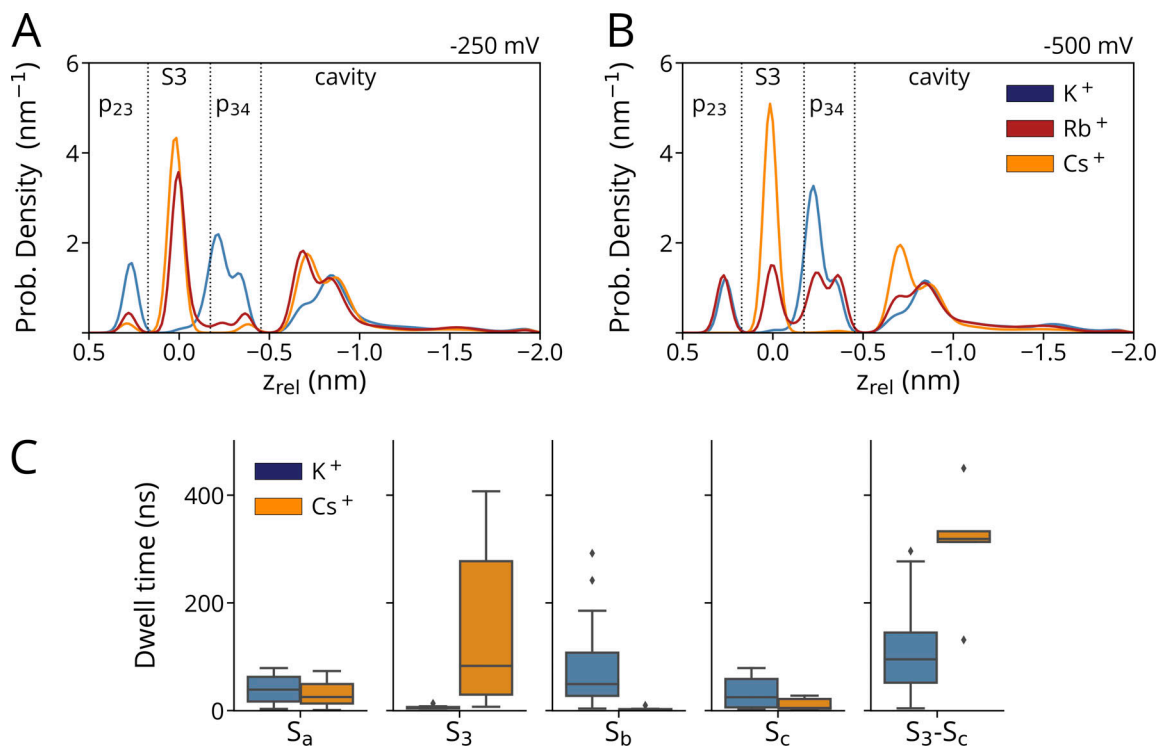 A
-250 mV
Prob. Density (nm⁻¹)
6
4
2
p₂₃
S3
p₃₄
cavity
0.5
0.0
−0.5
−1.0
−1.5
−2.0
z_rel (nm)
B
-500 mV
Prob. Density (nm⁻¹)
6
4
2
p₂₃
S3
p₃₄
cavity
K⁺
Rb⁺
Cs⁺
0.5
0.0
−0.5
−1.0
−1.5
−2.0
z_rel (nm)
C
Dwell time (ns)
400
200
0
K⁺
Cs⁺
Sₐ
S₃
S_b
S_c
S₃-S_c